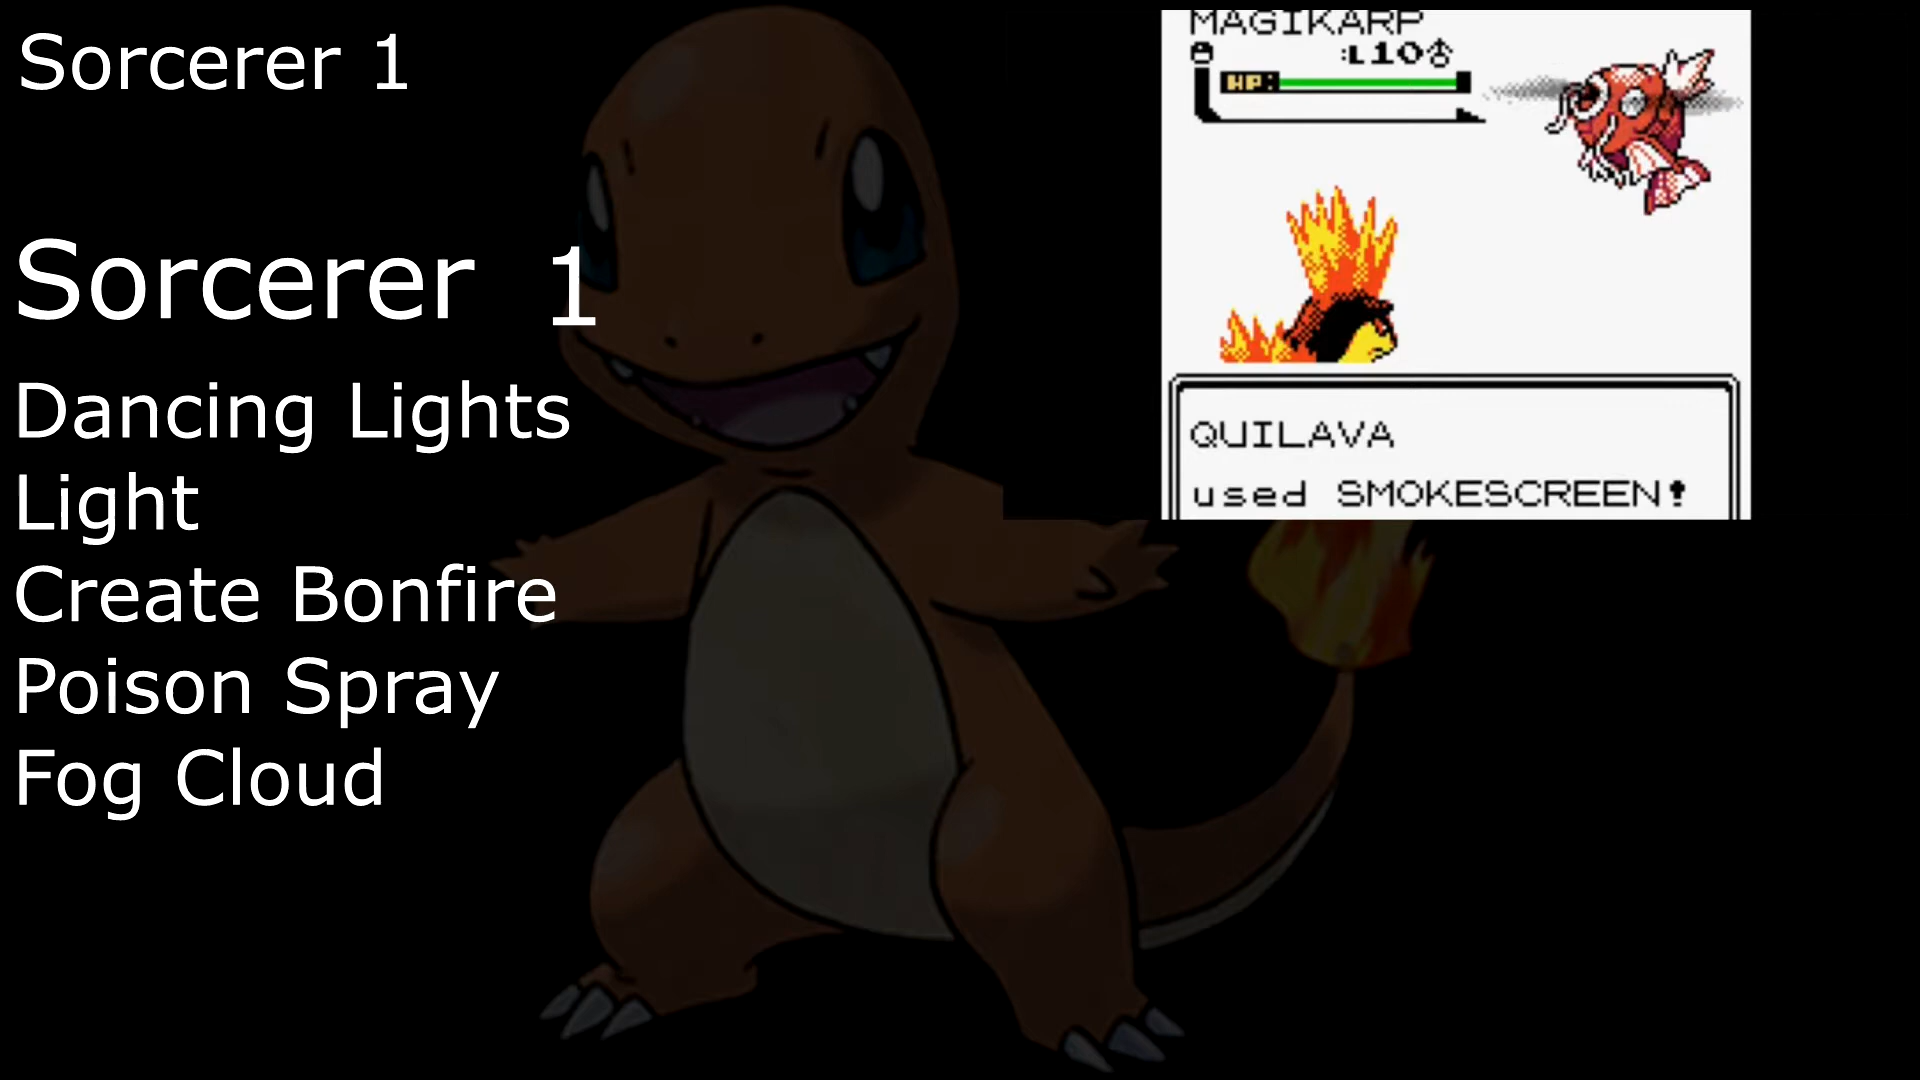 Sorcerer 1
Sorcerer 1
Dancing Lights
Light
Create Bonfire
Poison Spray
Fog Cloud
MAGIKARP
:L10♂
HP:
QUILAVA
used SMOKESCREEN!